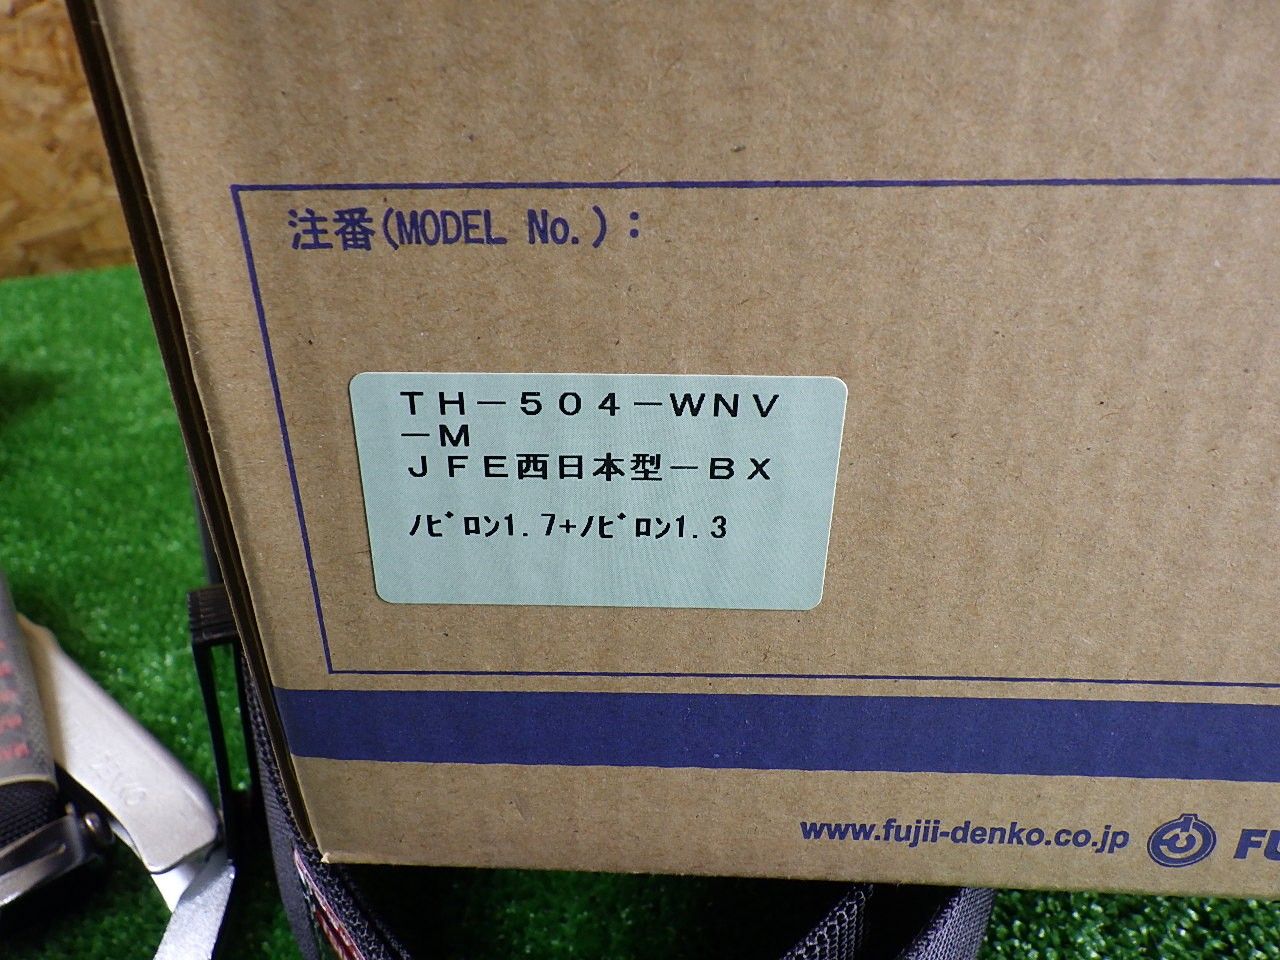 注番(MODEL No.):
TH-504-WNV
-M
JFE西日本型-BX
ﾉﾋﾞﾛﾝ1.7+ﾉﾋﾞﾛﾝ1.3
www.fujii-denko.co.jp FU